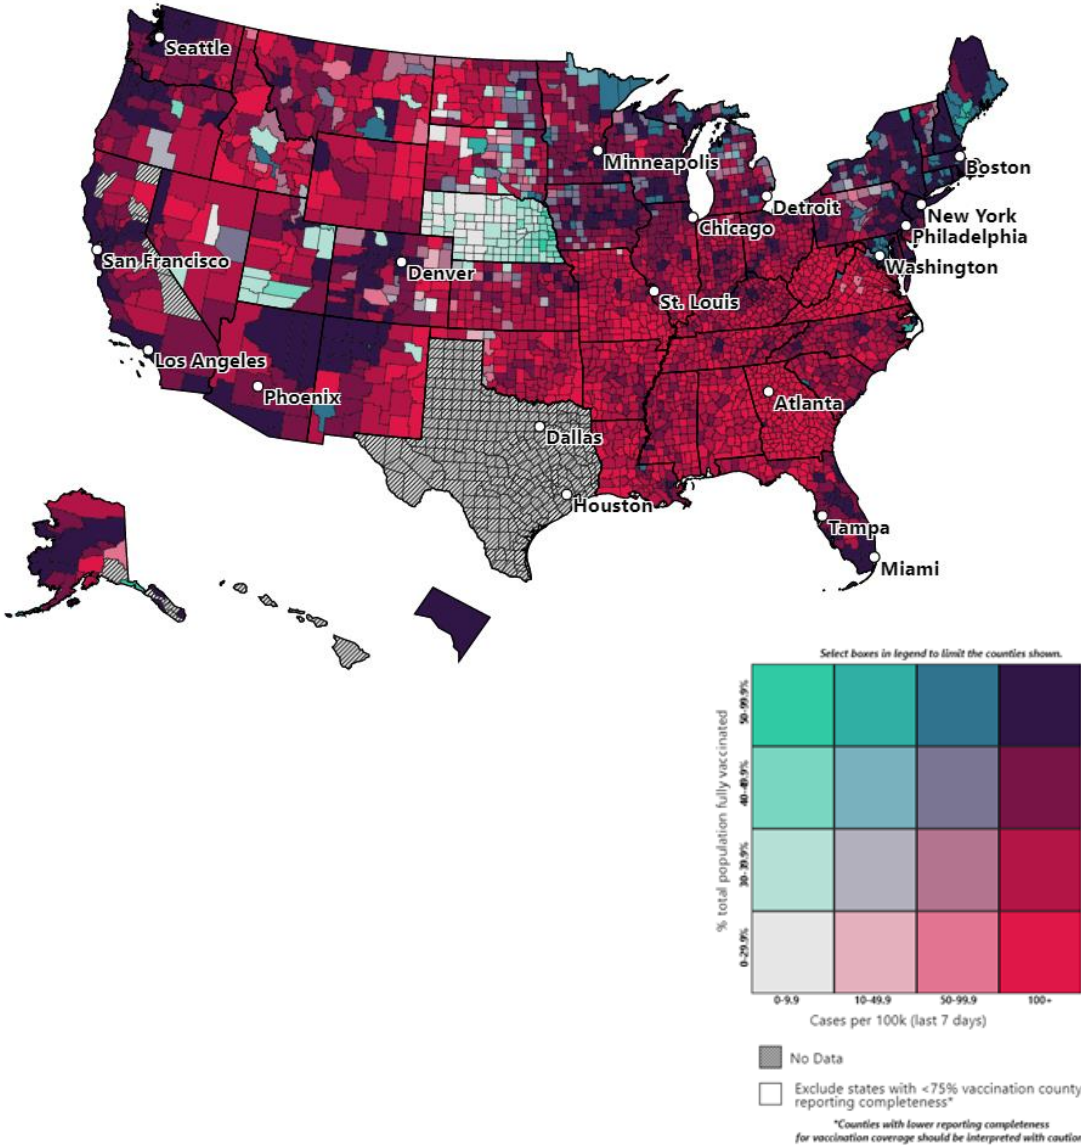 Seattle
Minneapolis
Boston
Detroit
New York
Chicago
Philadelphia
San Francisco
Denver
Washington
St. Louis
Los Angeles
Phoenix
Atlanta
Dallas
Houston
Tampa
Miami
Select boxes in legend to limit the counties shown.
% total population fully vaccinated
50-99.9%
40-49.9%
30-39.9%
0-29.9%
0-9.9 10-49.9 50-99.9 100+
Cases per 100k (last 7 days)
No Data
Exclude states with <75% vaccination county
reporting completeness*
*Counties with lower reporting completeness
for vaccination coverage should be interpreted with caution